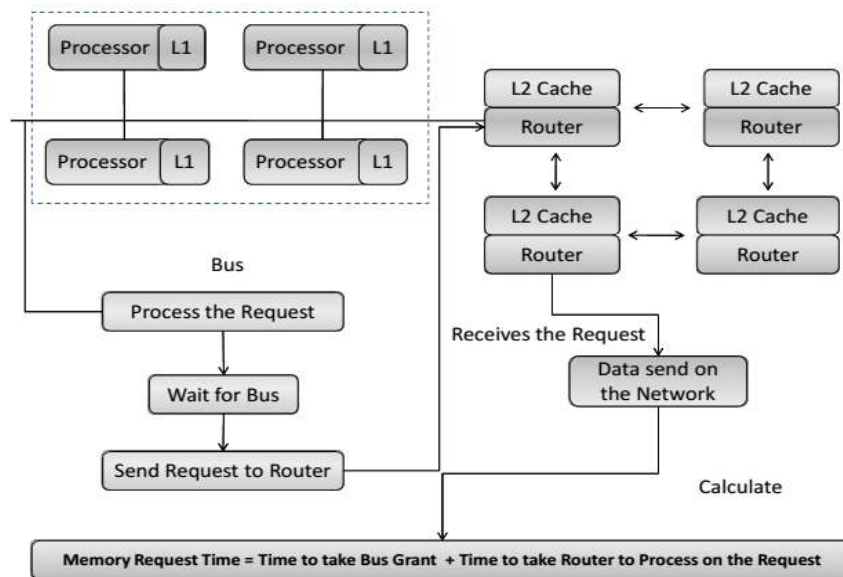 Processor L1 Processor L1
Processor L1 Processor L1
L2 Cache L2 Cache
Router Router
L2 Cache L2 Cache
Router Router
Bus
Process the Request
Wait for Bus
Send Request to Router
Receives the Request
Data send on
the Network
Calculate
Memory Request Time = Time to take Bus Grant + Time to take Router to Process on the Request